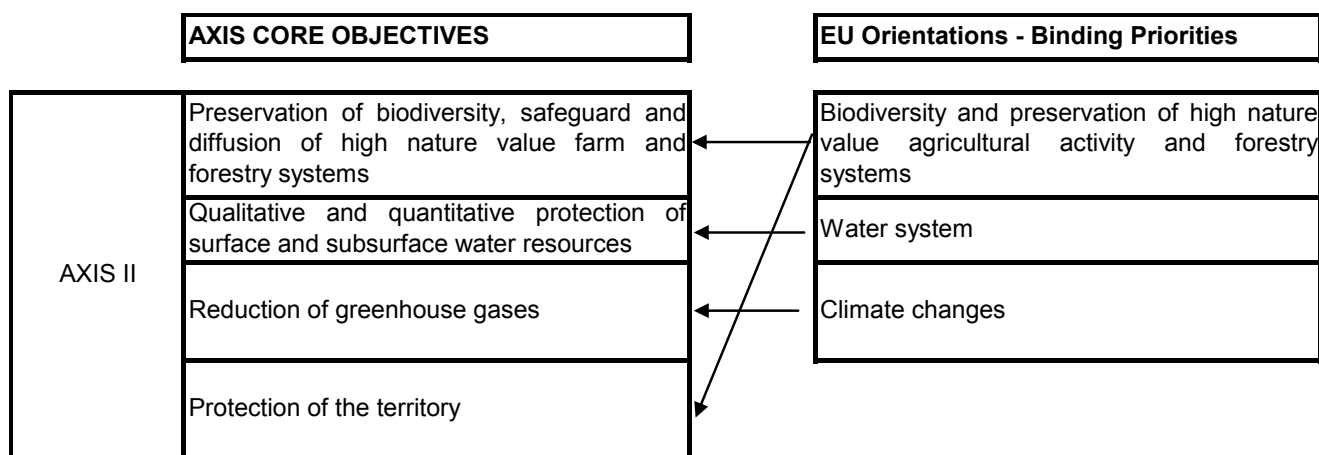 AXIS CORE OBJECTIVES
EU Orientations - Binding Priorities
AXIS II
Preservation of biodiversity, safeguard and
diffusion of high nature value farm and
forestry systems
Biodiversity and preservation of high nature
value agricultural activity and forestry
systems
Qualitative and quantitative protection of
surface and subsurface water resources
Water system
Reduction of greenhouse gases
Climate changes
Protection of the territory